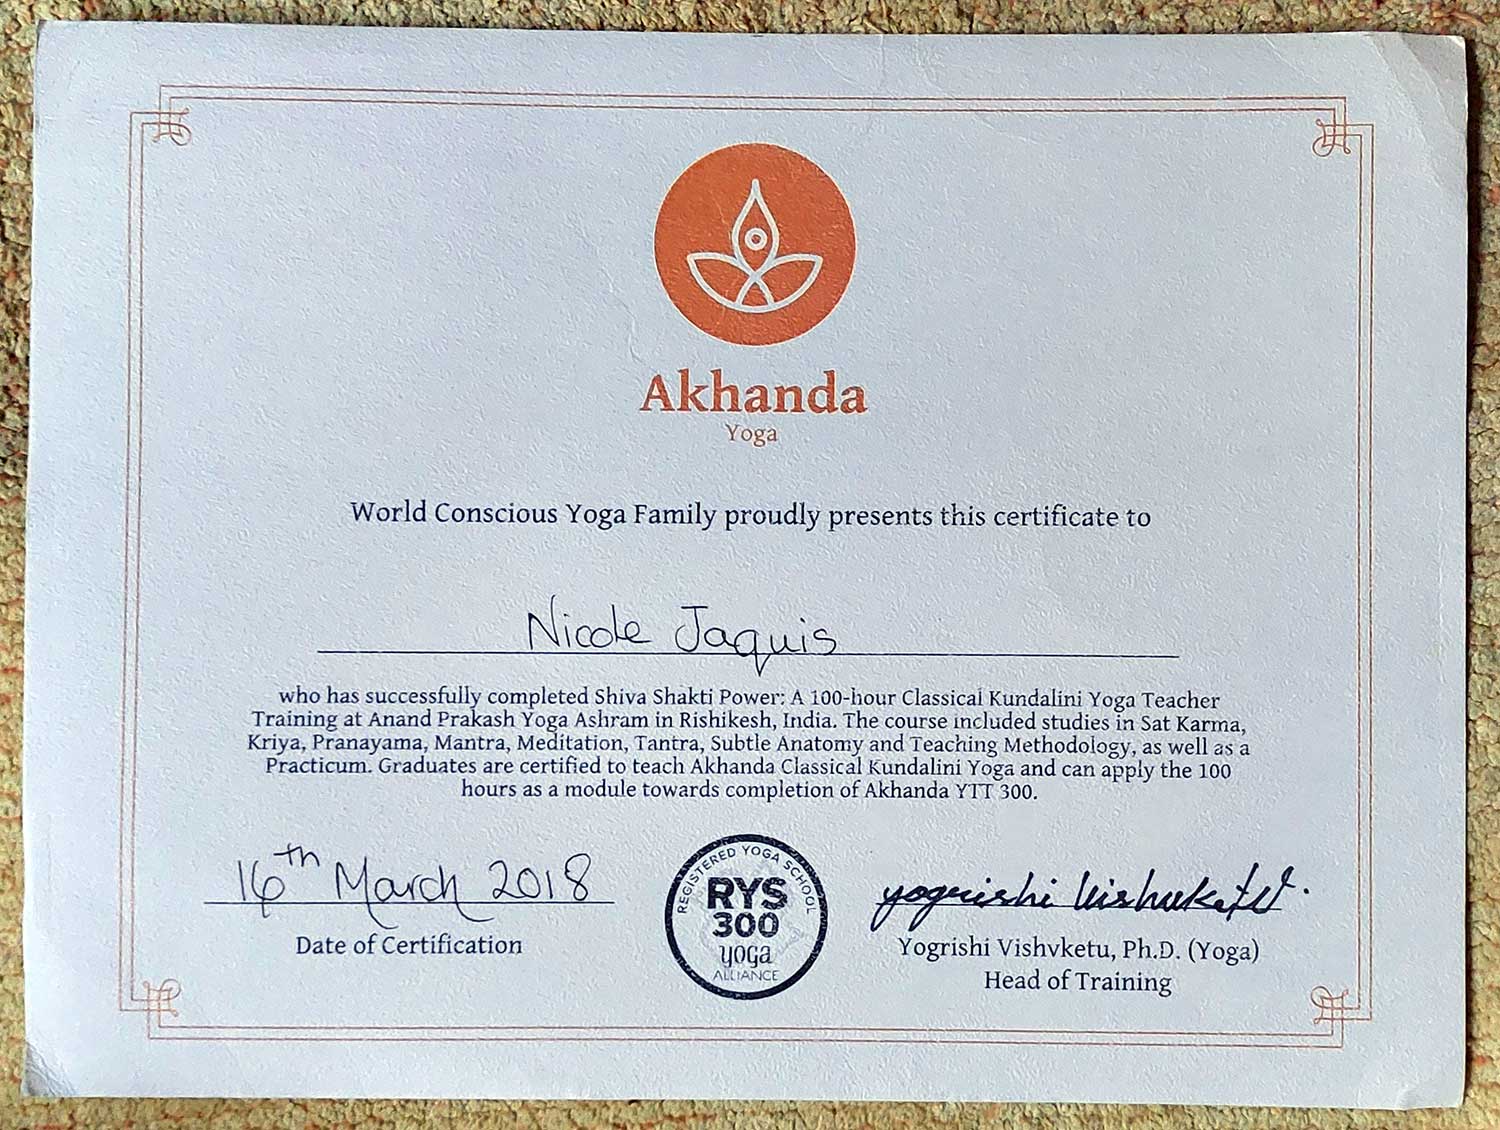 Akhanda
Yoga
World Conscious Yoga Family proudly presents this certificate to
Nicole Jaquis
who has successfully completed Shiva Shakti Power: A 100-hour Classical Kundalini Yoga Teacher
Training at Anand Prakash Yoga Ashram in Rishikesh, India. The course included studies in Sat Karma,
Kriya, Pranayama, Mantra, Meditation, Tantra, Subtle Anatomy and Teaching Methodology, as well as a
Practicum. Graduates are certified to teach Akhanda Classical Kundalini Yoga and can apply the 100
hours as a module towards completion of Akhanda YTT 300.
16th March 2018
Date of Certification
REGISTERED YOGA SCHOOL
RYS
300
yoga
ALLIANCE
yogrishi Vishvketu.
Yogrishi Vishvketu, Ph.D. (Yoga)
Head of Training